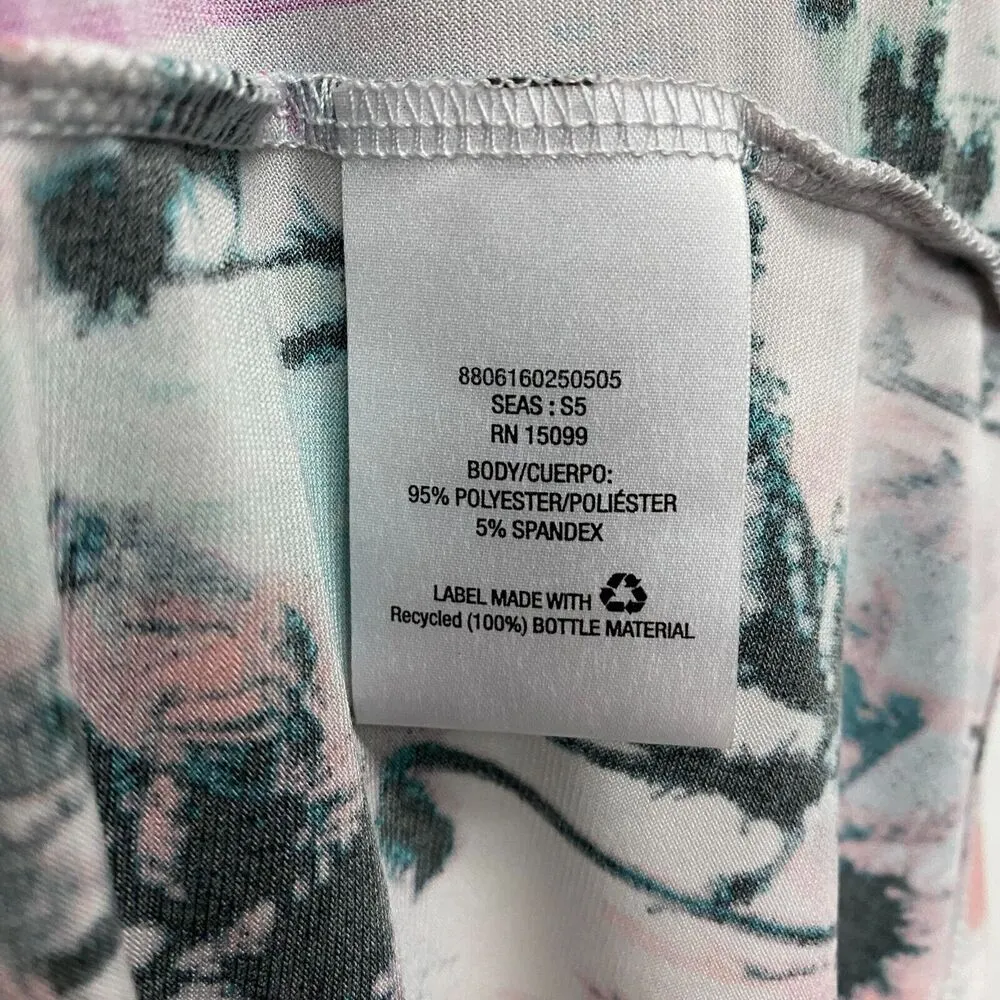 8806160250505
SEAS : S5
RN 15099
BODY/CUERPO:
95% POLYESTER/POLIÉSTER
5% SPANDEX
LABEL MADE WITH
Recycled (100%) BOTTLE MATERIAL